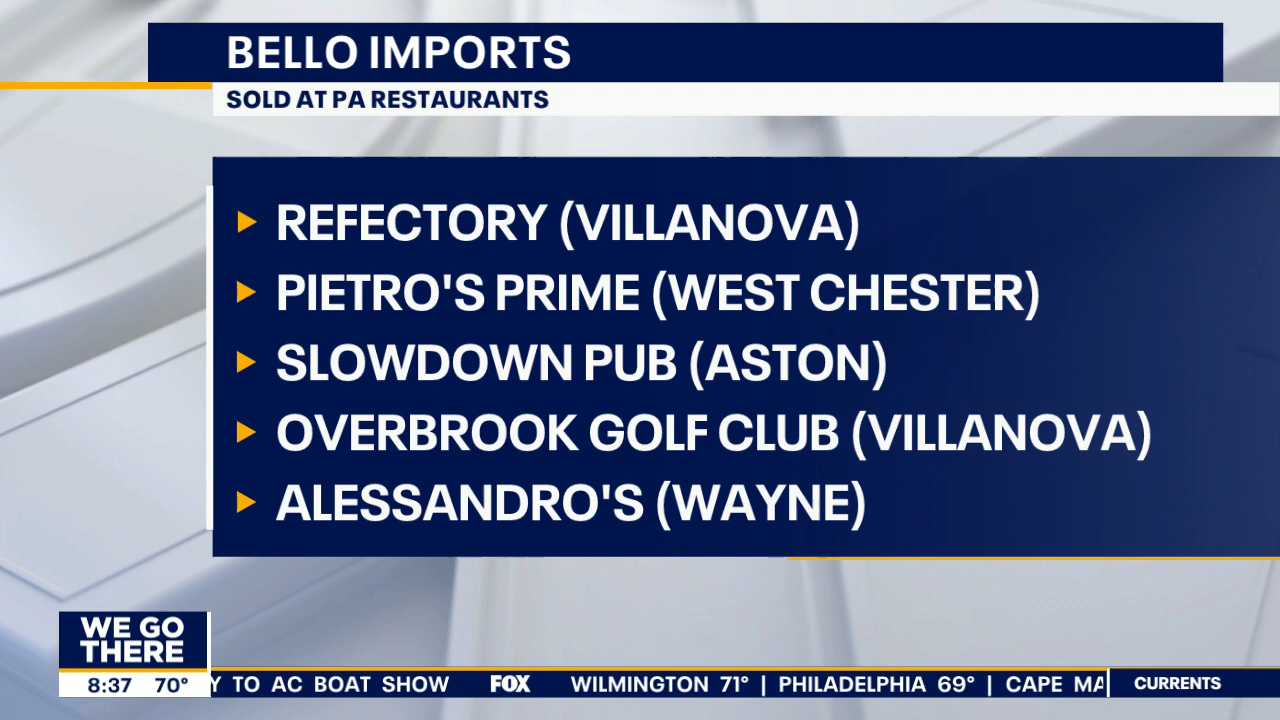 BELLO IMPORTS
SOLD AT PA RESTAURANTS
REFECTORY (VILLANOVA)
PIETRO'S PRIME (WEST CHESTER)
SLOWDOWN PUB (ASTON)
OVERBROOK GOLF CLUB (VILLANOVA)
ALESSANDRO'S (WAYNE)
WE GO
THERE
8:37 70° Y TO AC BOAT SHOW FOX WILMINGTON 71° | PHILADELPHIA 69° | CAPE MA CURRENTS